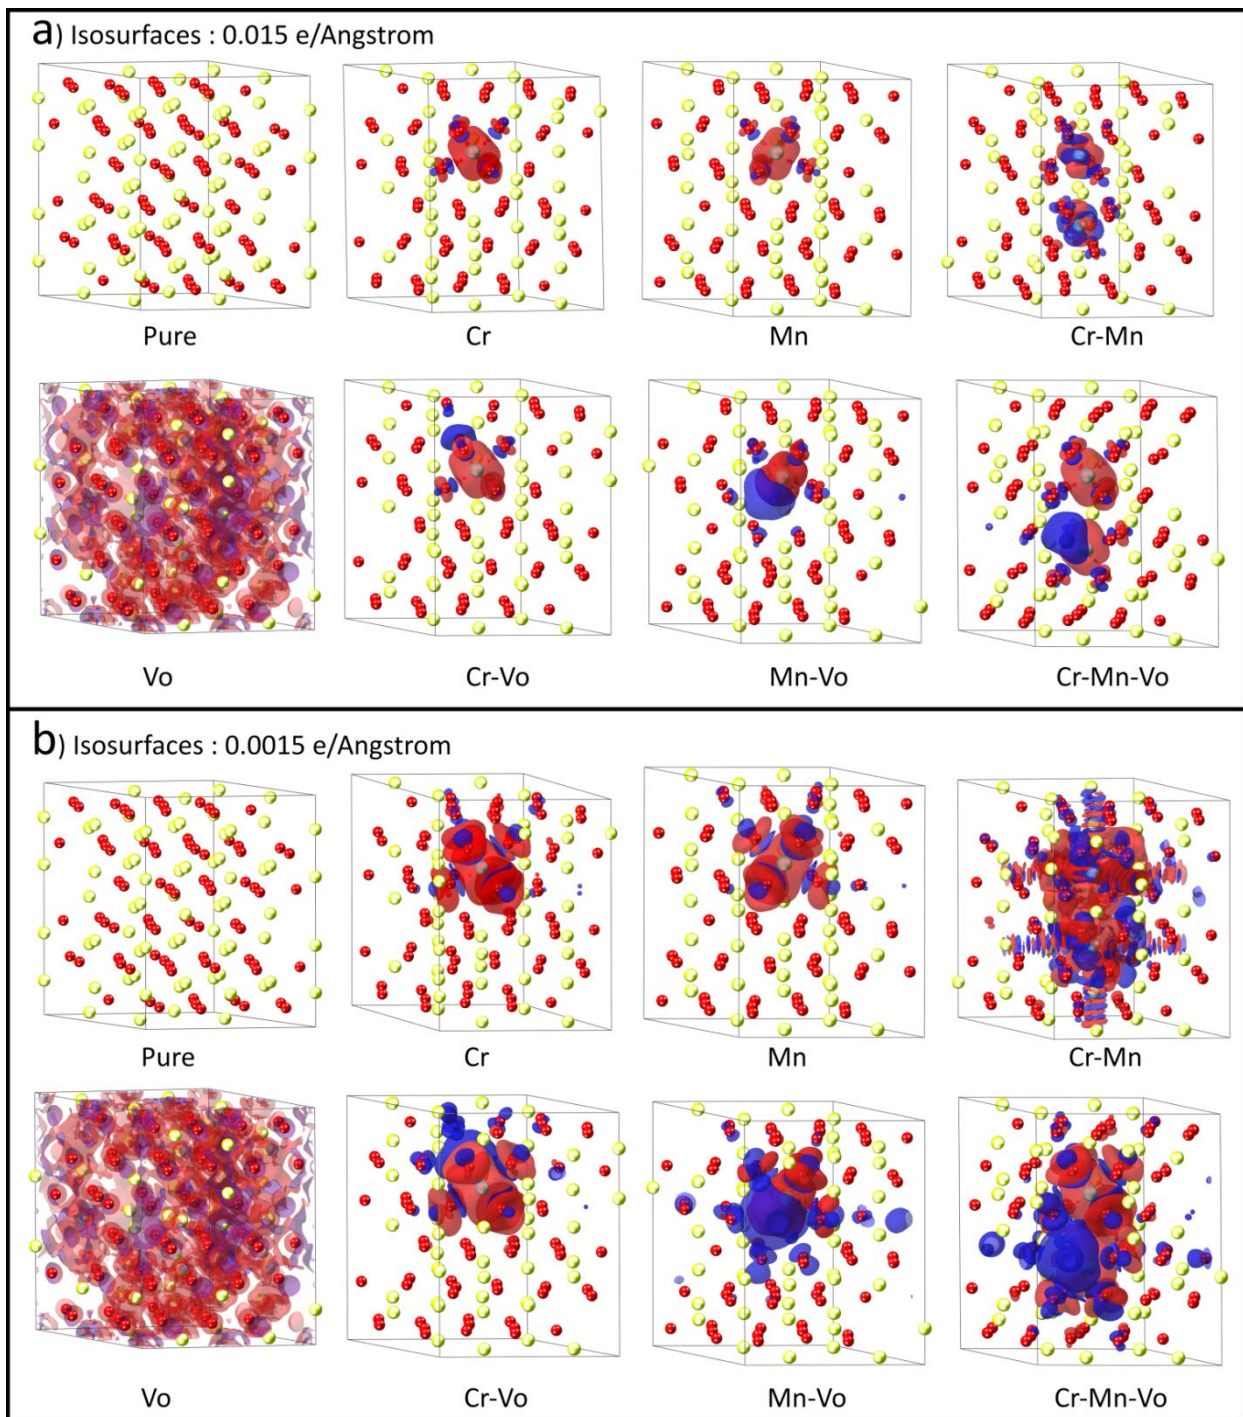 a) Isosurfaces : 0.015 e/Angstrom
Pure Cr Mn Cr-Mn
Vo Cr-Vo Mn-Vo Cr-Mn-Vo
b) Isosurfaces : 0.0015 e/Angstrom
Pure Cr Mn Cr-Mn
Vo Cr-Vo Mn-Vo Cr-Mn-Vo